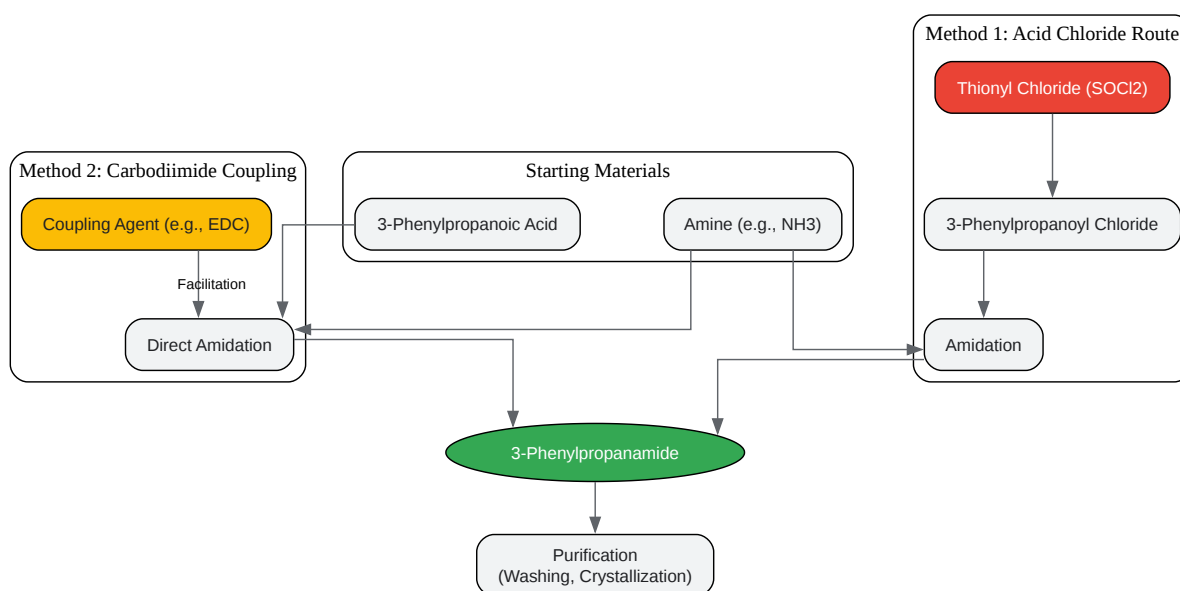 Method 1: Acid Chloride Route
Thionyl Chloride (SOCl2)
Method 2: Carbodiimide Coupling
Starting Materials
Coupling Agent (e.g., EDC)
3-Phenylpropanoic Acid
Amine (e.g., NH3)
3-Phenylpropanoyl Chloride
Facilitation
Direct Amidation
Amidation
3-Phenylpropanamide
Purification
(Washing, Crystallization)